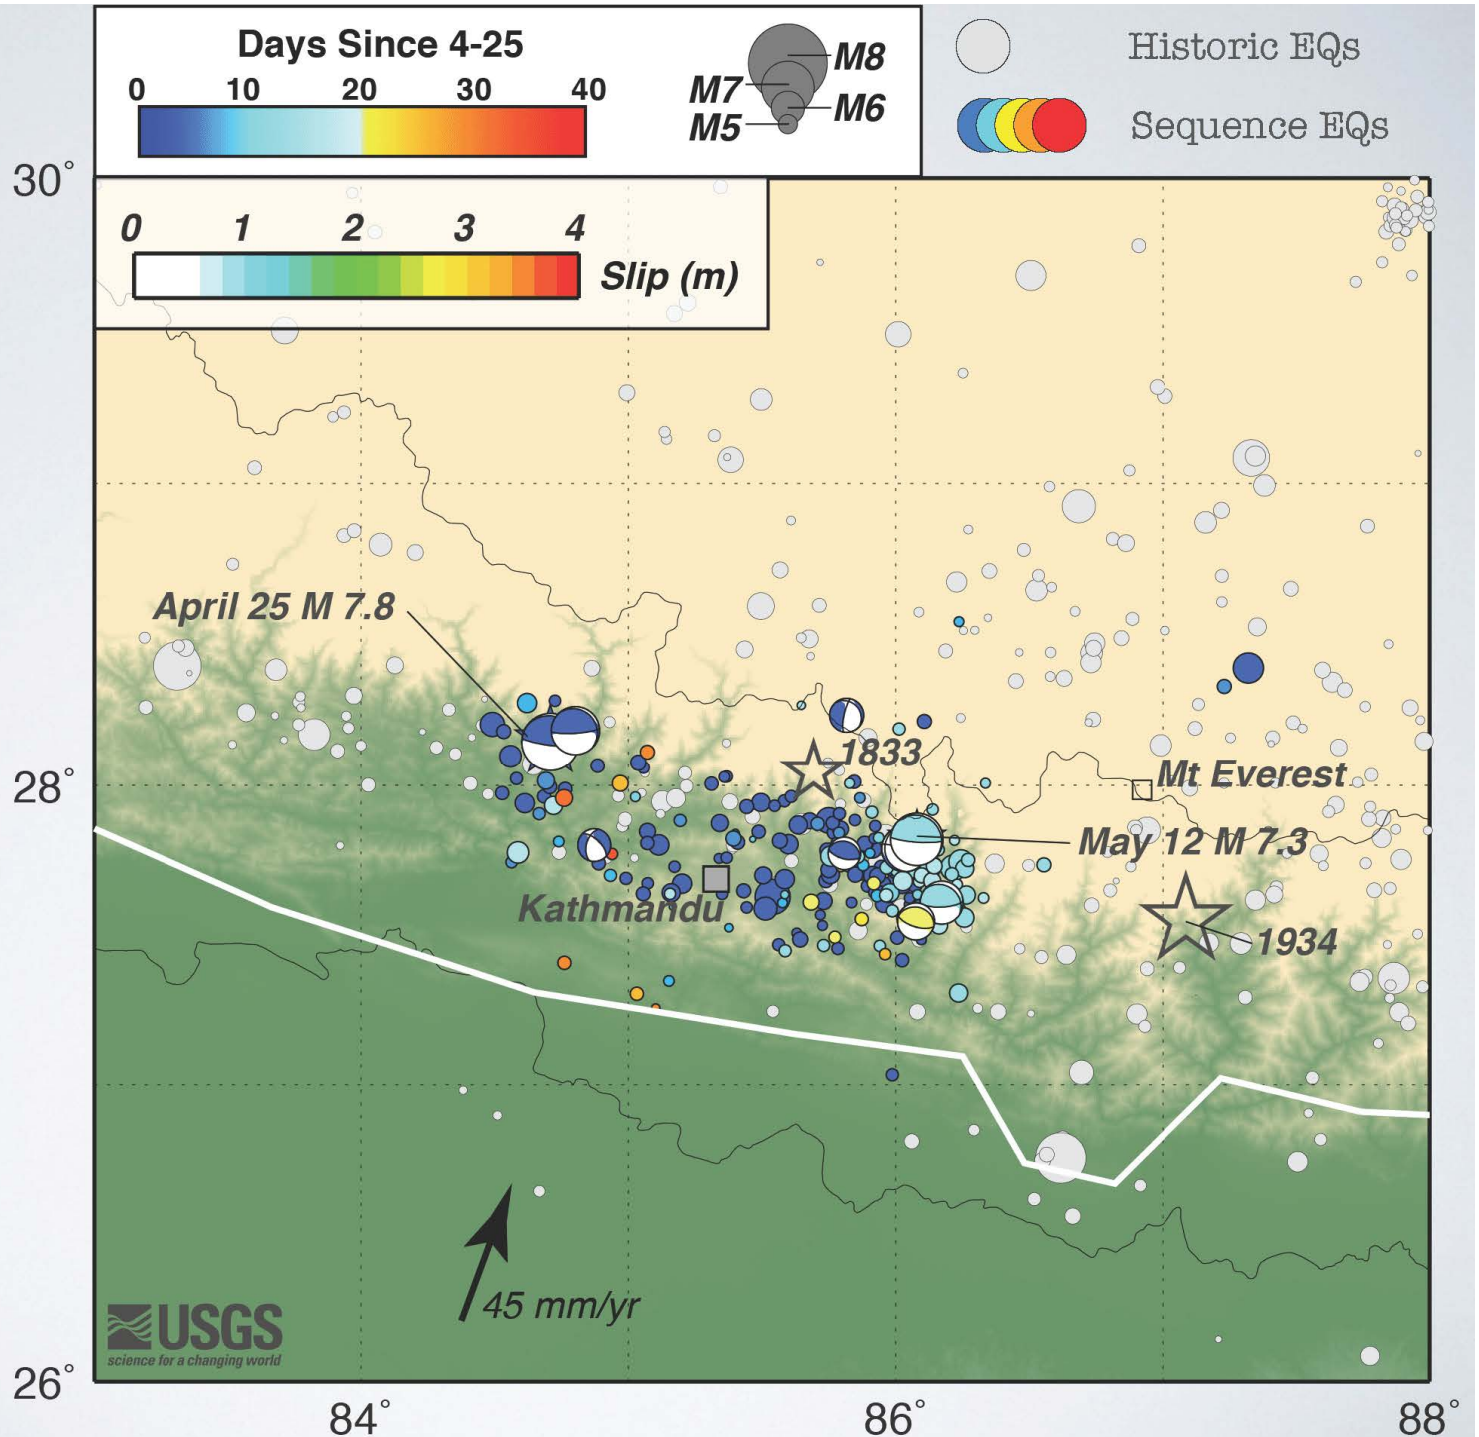 Days Since 4-25
0 10 20 30 40
M8
M7
M6
M5
Historic EQs
Sequence EQs
30°
0 1 2 3 4
Slip (m)
April 25 M 7.8
1833
28°
Mt Everest
May 12 M 7.3
Kathmandu
1934
45 mm/yr
USGS
science for a changing world
26°
84° 86° 88°